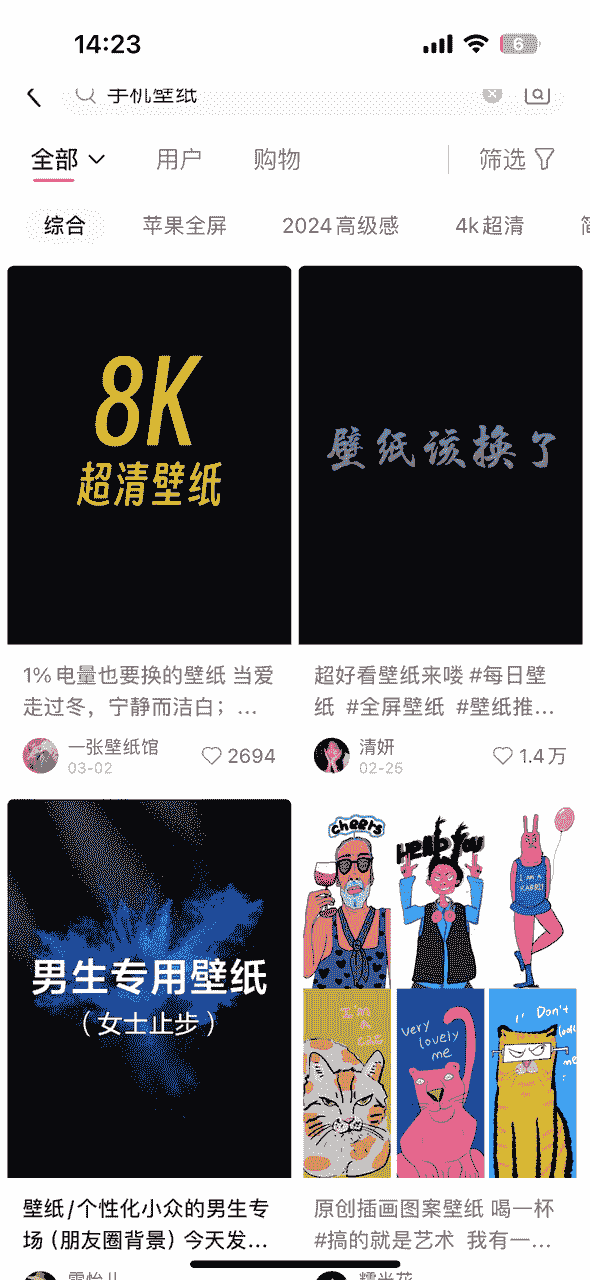 14:23
6
手机壁纸
全部
用户
购物
筛选
综合
苹果全屏
2024高级感
4k超清
8K
超清壁纸
壁纸该换了
1%电量也要换的壁纸 当爱
走过冬，宁静而洁白；...
一张壁纸馆
03-02
2694
超好看壁纸来喽 #每日壁
纸 #全屏壁纸 #壁纸推...
清妍
02-25
1.4万
男生专用壁纸
（女士止步）
cheers
Hello You
I AM A
RABBIT
I'm
a
cat
very
lovely
me
Don't
look
me
壁纸/个性化小众的男生专
场（朋友圈背景）今天发...
原创插画图案壁纸 喝一杯
#搞的就是艺术 我有一...